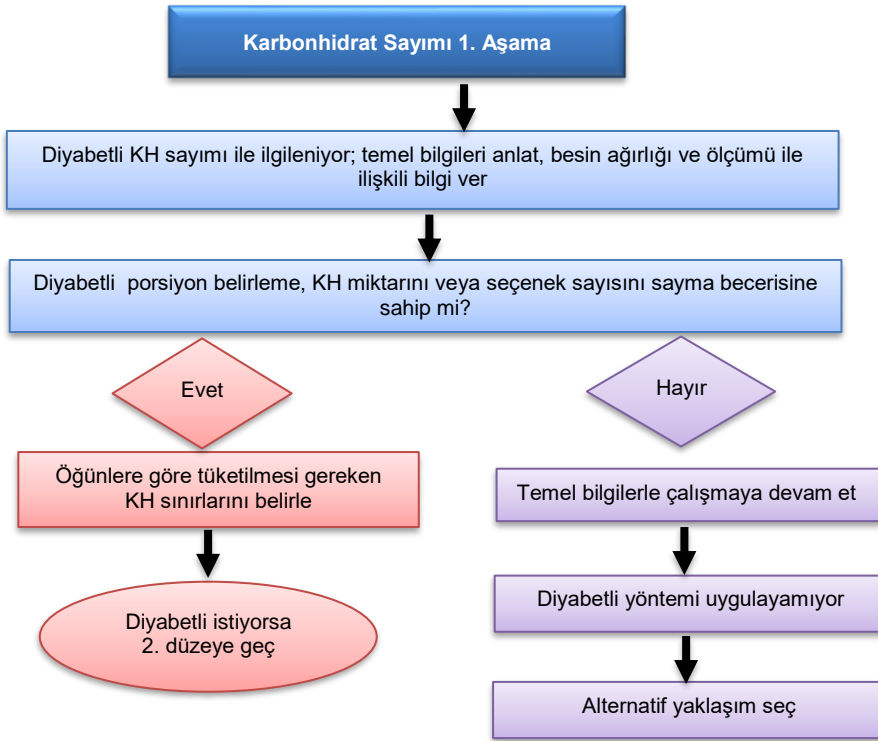 Karbonhidrat Sayımı 1. Aşama
Diyabetli KH sayımı ile ilgileniyor; temel bilgileri anlat, besin ağırlığı ve ölçümü ile
ilişkili bilgi ver
Diyabetli porsiyon belirleme, KH miktarını veya seçenek sayısını sayma becerisine
sahip mi?
Evet
Hayır
Öğünlere göre tüketilmesi gereken
KH sınırlarını belirle
Temel bilgilerle çalışmaya devam et
Diyabetli yöntemi uygulayamıyor
Diyabetli istiyorsa
2. düzeye geç
Alternatif yaklaşım seç